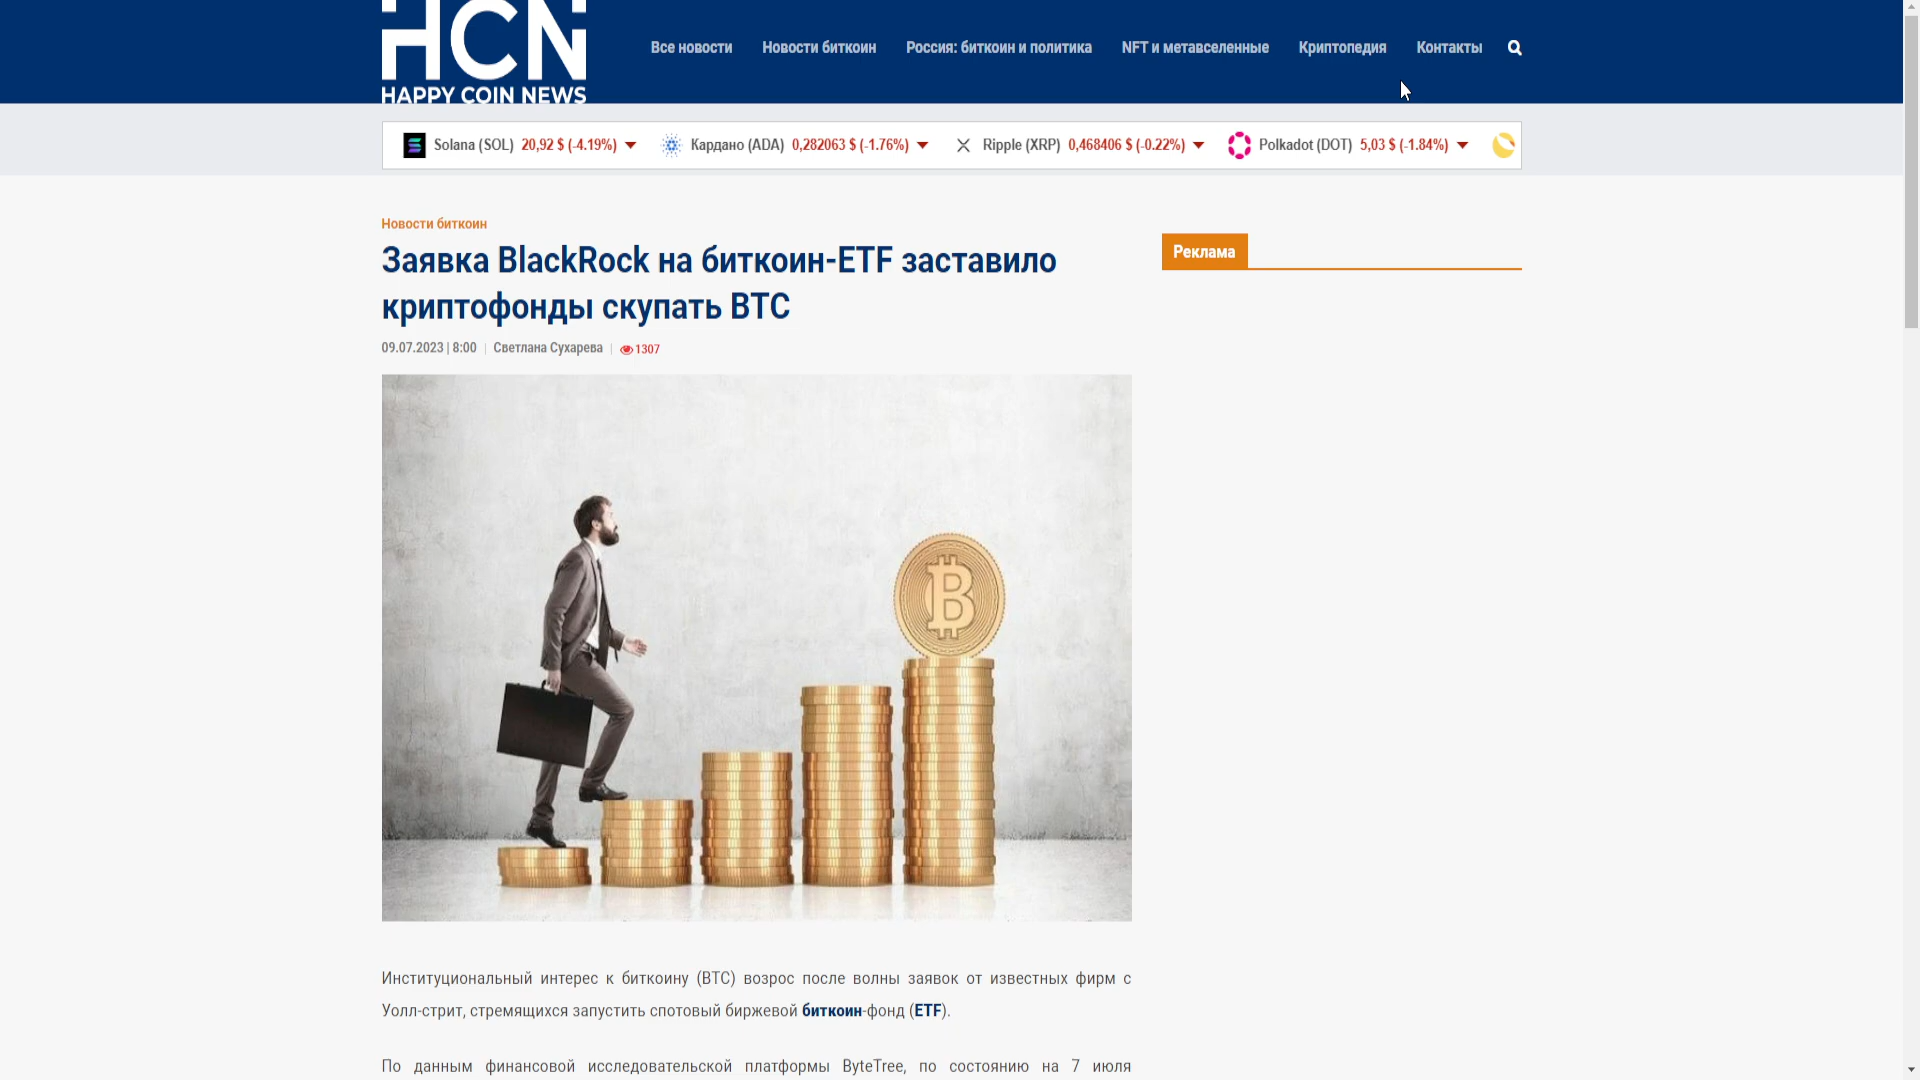 HCN
HAPPY COIN NEWS
Все новости Новости биткоин Россия: биткоин и политика NFT и метавселенные Криптопедия Контакты
Solana (SOL) 20,92 $ (-4.19%) Кардано (ADA) 0,282063 $ (-1.76%) Ripple (XRP) 0,468406 $ (-0.22%) Polkadot (DOT) 5,03 $ (-1.84%)
Новости биткоин
Заявка BlackRock на биткоин-ETF заставило
криптофонды скупать BTC
09.07.2023 | 8:00 | Светлана Сухарева | 1307
Реклама
Институциональный интерес к биткоину (BTC) возрос после волны заявок от известных фирм с
Уолл-стрит, стремящихся запустить спотовый биржевой биткоин-фонд (ETF).
По данным финансовой исследовательской платформы ByteTree, по состоянию на 7 июля